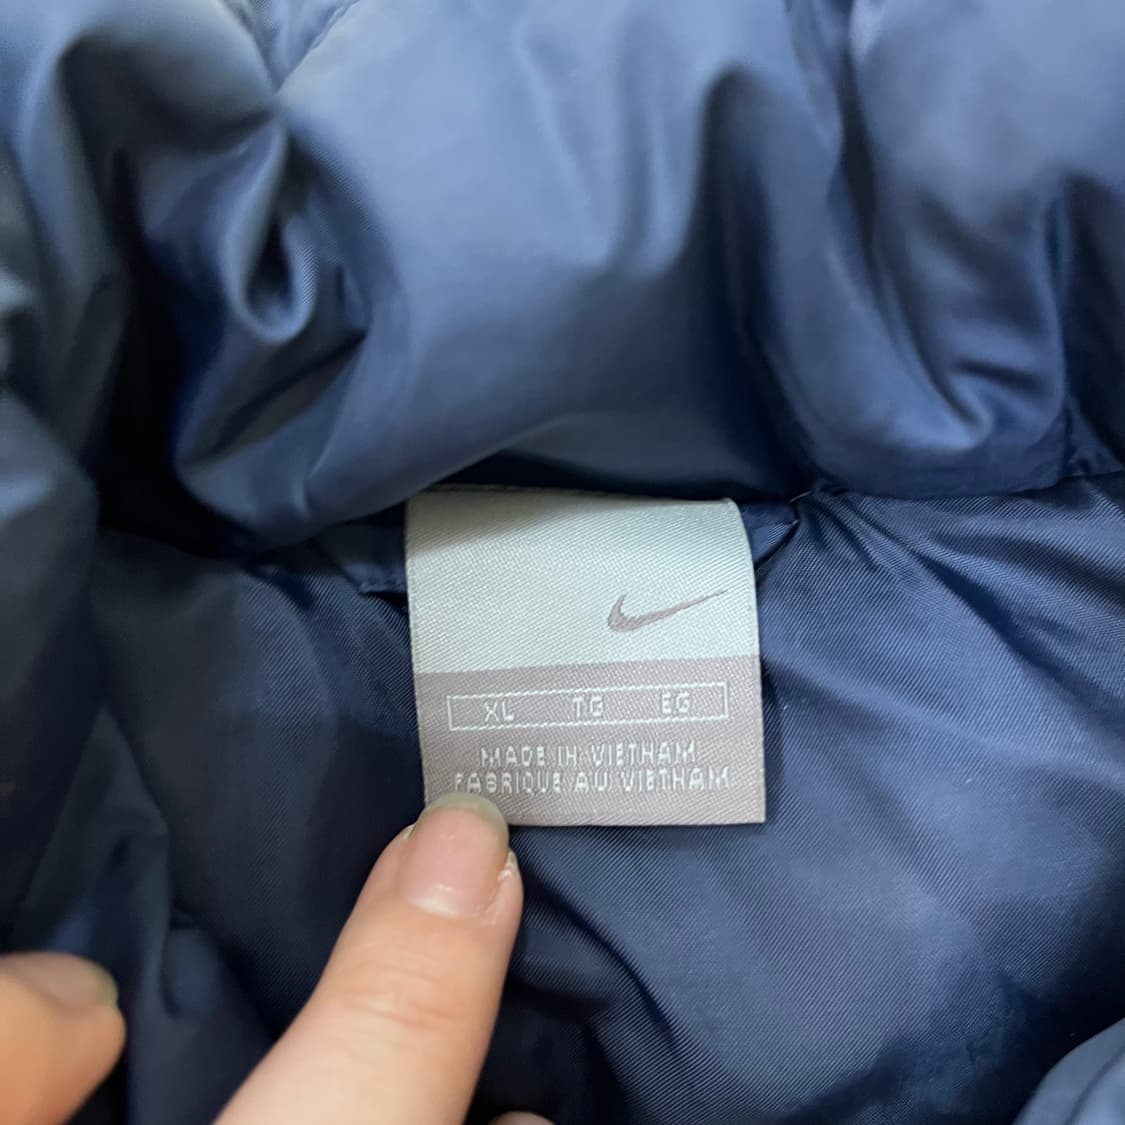 XL TG EG
MADE IN VIETNAM
FABRIQUE AU VIETNAM